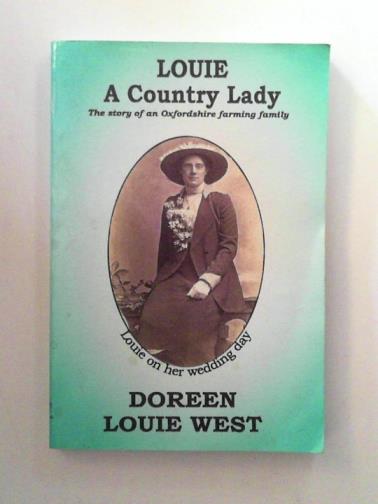 LOUIE
A Country Lady
The story of an Oxfordshire farming family
Louie on her wedding day
DOREEN
LOUIE WEST